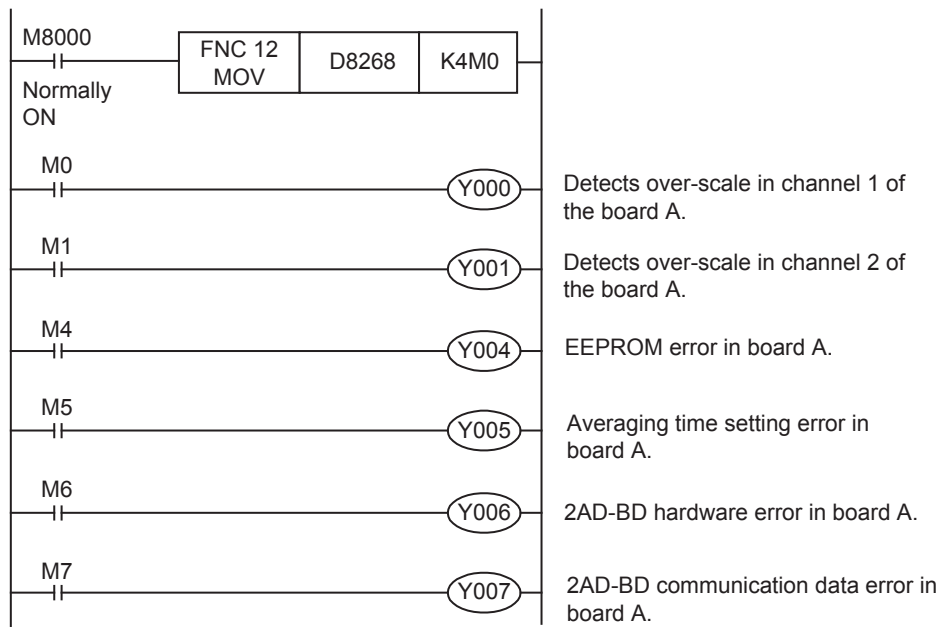 M8000
FNC 12
MOV
D8268
K4M0
Normally
ON
M0
Y000
Detects over-scale in channel 1 of
the board A.
M1
Y001
Detects over-scale in channel 2 of
the board A.
M4
Y004
EEPROM error in board A.
M5
Y005
Averaging time setting error in
board A.
M6
Y006
2AD-BD hardware error in board A.
M7
Y007
2AD-BD communication data error in
board A.